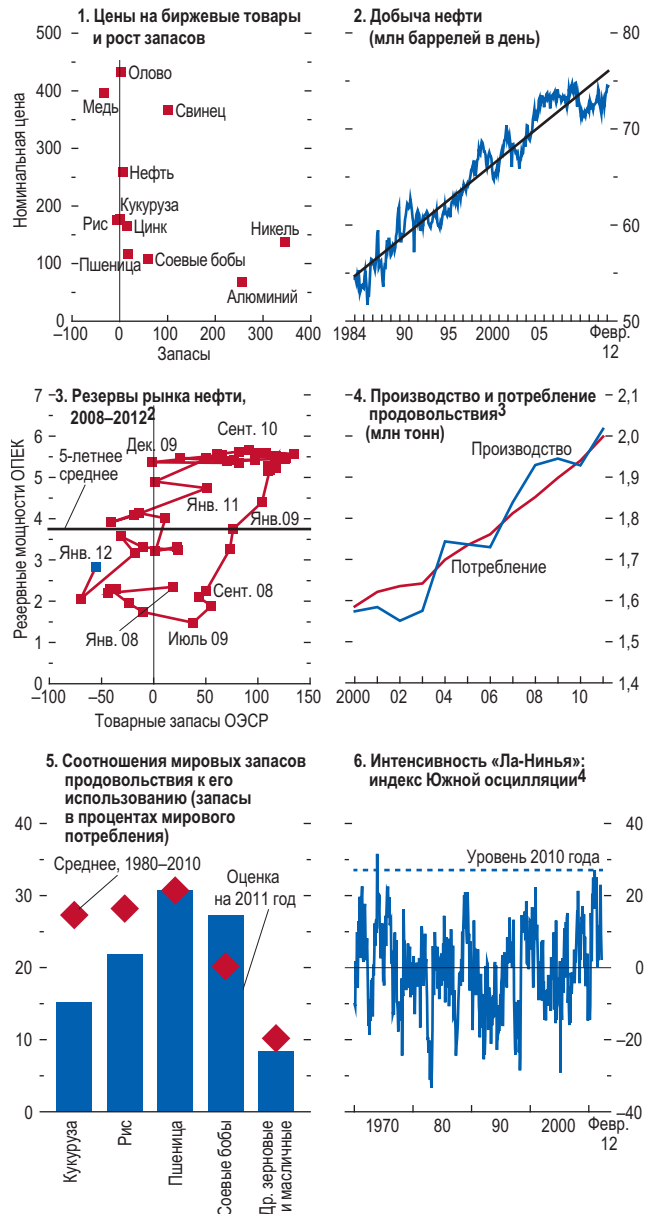 1. Цены на биржевые товары
и рост запасов
500
400
300
200
100
0
Номинальная цена
Олово
Медь
Свинец
Нефть
Кукуруза
Рис
Цинк
Никель
Пшеница
Соевые бобы
Алюминий
–100 0 100 200 300 400
Запасы
2. Добыча нефти
(млн баррелей в день)
80
70
60
50
1984 90 95 2000 05 Февр.
12
3. Резервы рынка нефти,
2008–2012²
7
6
5
4
3
2
1
0
Резервные мощности ОПЕК
Сент. 10
Дек. 09
5-летнее
среднее
Янв. 11
Янв.09
Янв. 12
Сент. 08
Янв. 08
Июль 09
–100 –50 0 50 100 150
Товарные запасы ОЭСР
4. Производство и потребление
продовольствия³
(млн тонн)
2,1
2,0
1,9
1,8
1,7
1,6
1,5
1,4
Производство
Потребление
2000 02 04 06 08 10
5. Соотношения мировых запасов
продовольствия к его
использованию (запасы
в процентах мирового
потребления)
40
30
20
10
0
Среднее, 1980–2010
Оценка
на 2011 год
Кукуруза
Рис
Пшеница
Соевые бобы
Др. зерновые
и масличные
6. Интенсивность «Ла-Нинья»:
индекс Южной осцилляции⁴
40
20
0
–20
–40
Уровень 2010 года
1970 80 90 2000 Февр.
12